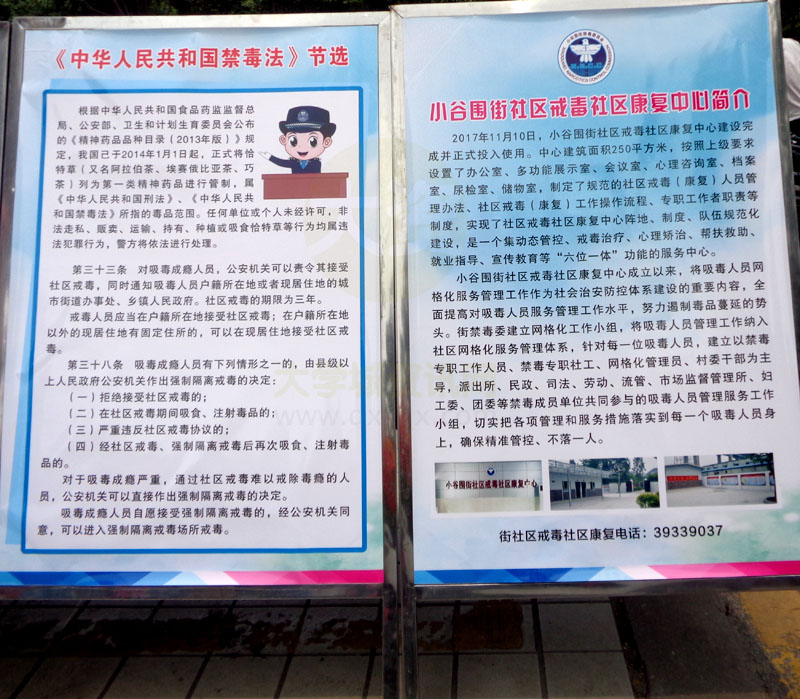 《中华人民共和国禁毒法》节选
根据中华人民共和国食品药监监督总
局、公安部、卫生和计划生育委员会公布
的《精神药品品种目录（2013年版）》规
定，我国已于2014年1月1日起，正式将恰
特草（又名阿拉伯茶、埃赛俄比亚茶、巧
茶）列为第一类精神药品进行管制，属
《中华人民共和国刑法》、《中华人民共
和国禁毒法》所指的毒品范围。任何单位或个人未经许可，非
法走私、贩卖、运输、持有、种植或吸食恰特草等行为均属违
法犯罪行为，警方将依法进行处理。
第三十三条 对吸毒成瘾人员，公安机关可以责令其接受
社区戒毒，同时通知吸毒人员户籍所在地或者现居住地的城
市街道办事处、乡镇人民政府。社区戒毒的期限为三年。
戒毒人员应当在户籍所在地接受社区戒毒；在户籍所在地
以外的现居住地有固定住所的，可以在现居住地接受社区戒
毒。
第三十八条 吸毒成瘾人员有下列情形之一的，由县级以
上人民政府公安机关作出强制隔离戒毒的决定：
（一）拒绝接受社区戒毒的；
（二）在社区戒毒期间吸食、注射毒品的；
（三）严重违反社区戒毒协议的；
（四）经社区戒毒、强制隔离戒毒后再次吸食、注射毒
品的。
对于吸毒成瘾严重，通过社区戒毒难以戒除毒瘾的人
员，公安机关可以直接作出强制隔离戒毒的决定。
吸毒成瘾人员自愿接受强制隔离戒毒的，经公安机关同
意，可以进入强制隔离戒毒场所戒毒。
小谷围街社区戒毒社区康复中心简介
2017年11月10日，小谷围街社区戒毒社区康复中心建设完
成并正式投入使用。中心建筑面积250平方米，按照上级要求
设置了办公室、多功能展示室、会议室、心理咨询室、档案
室、尿检室、储物室，制定了规范的社区戒毒（康复）人员管
理办法、社区戒毒（康复）工作操作流程、专职工作者职责等
制度，实现了社区戒毒社区康复中心阵地、制度、队伍规范化
建设，是一个集动态管控、戒毒治疗、心理矫治、帮扶救助、
就业指导、宣传教育等“六位一体”功能的服务中心。
小谷围街社区戒毒社区康复中心成立以来，将吸毒人员网
格化服务管理工作作为社会治安防控体系建设的重要内容，全
面提高对吸毒人员服务管理工作水平，努力遏制毒品蔓延的势
头。街禁毒委建立网格化工作小组，将吸毒人员管理工作纳入
社区网格化服务管理体系，针对每一位吸毒人员，建立以禁毒
专职工作人员、禁毒专职社工、网格化管理员、村委干部为主
导，派出所、民政、司法、劳动、流管、市场监督管理所、妇
工委、团委等禁毒成员单位共同参与的吸毒人员管理服务工作
小组，切实把各项管理和服务措施落实到每一个吸毒人员身
上，确保精准管控、不落一人。
小谷围街社区戒毒社区康复中心
街社区戒毒社区康复电话：39339037